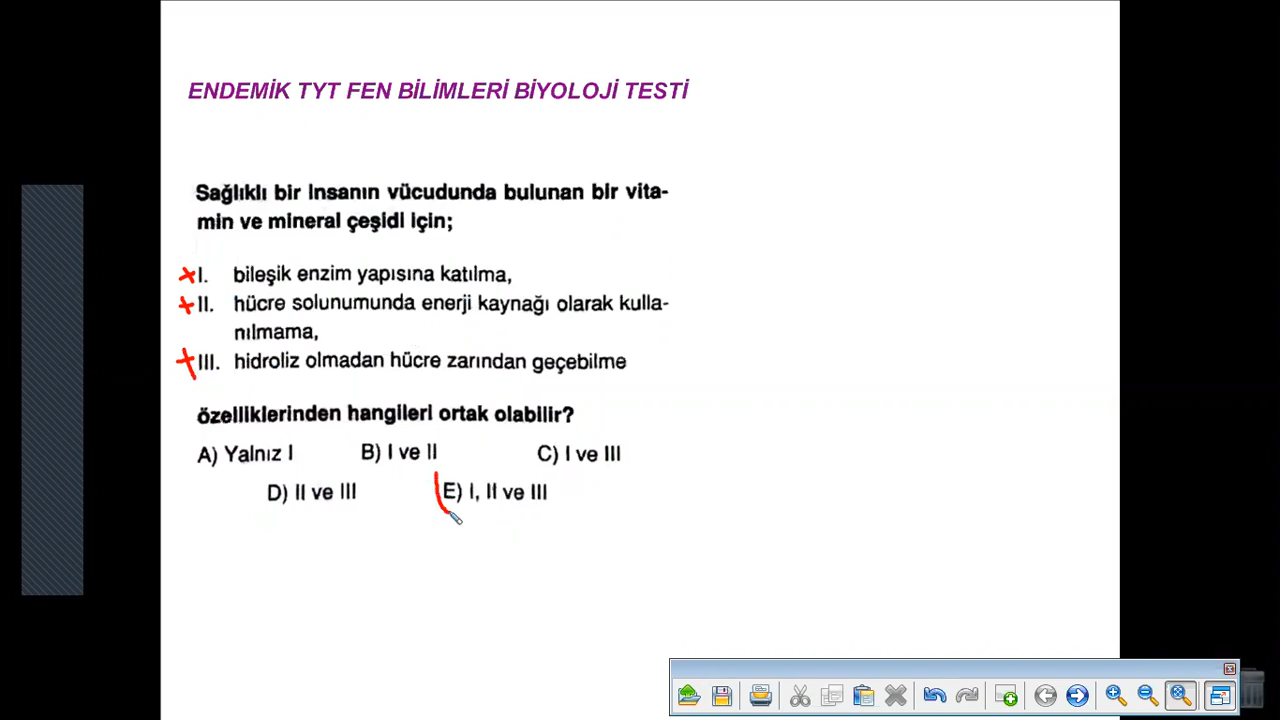 ENDEMİK TYT FEN BİLİMLERİ BİYOLOJİ TESTİ
Sağlıklı bir insanın vücudunda bulunan bir vita-
min ve mineral çeşidi için;
I. bileşik enzim yapısına katılma,
II. hücre solunumunda enerji kaynağı olarak kulla-
nılmama,
III. hidroliz olmadan hücre zarından geçebilme
özelliklerinden hangileri ortak olabilir?
A) Yalnız I B) I ve II C) I ve III
D) II ve III E) I, II ve III